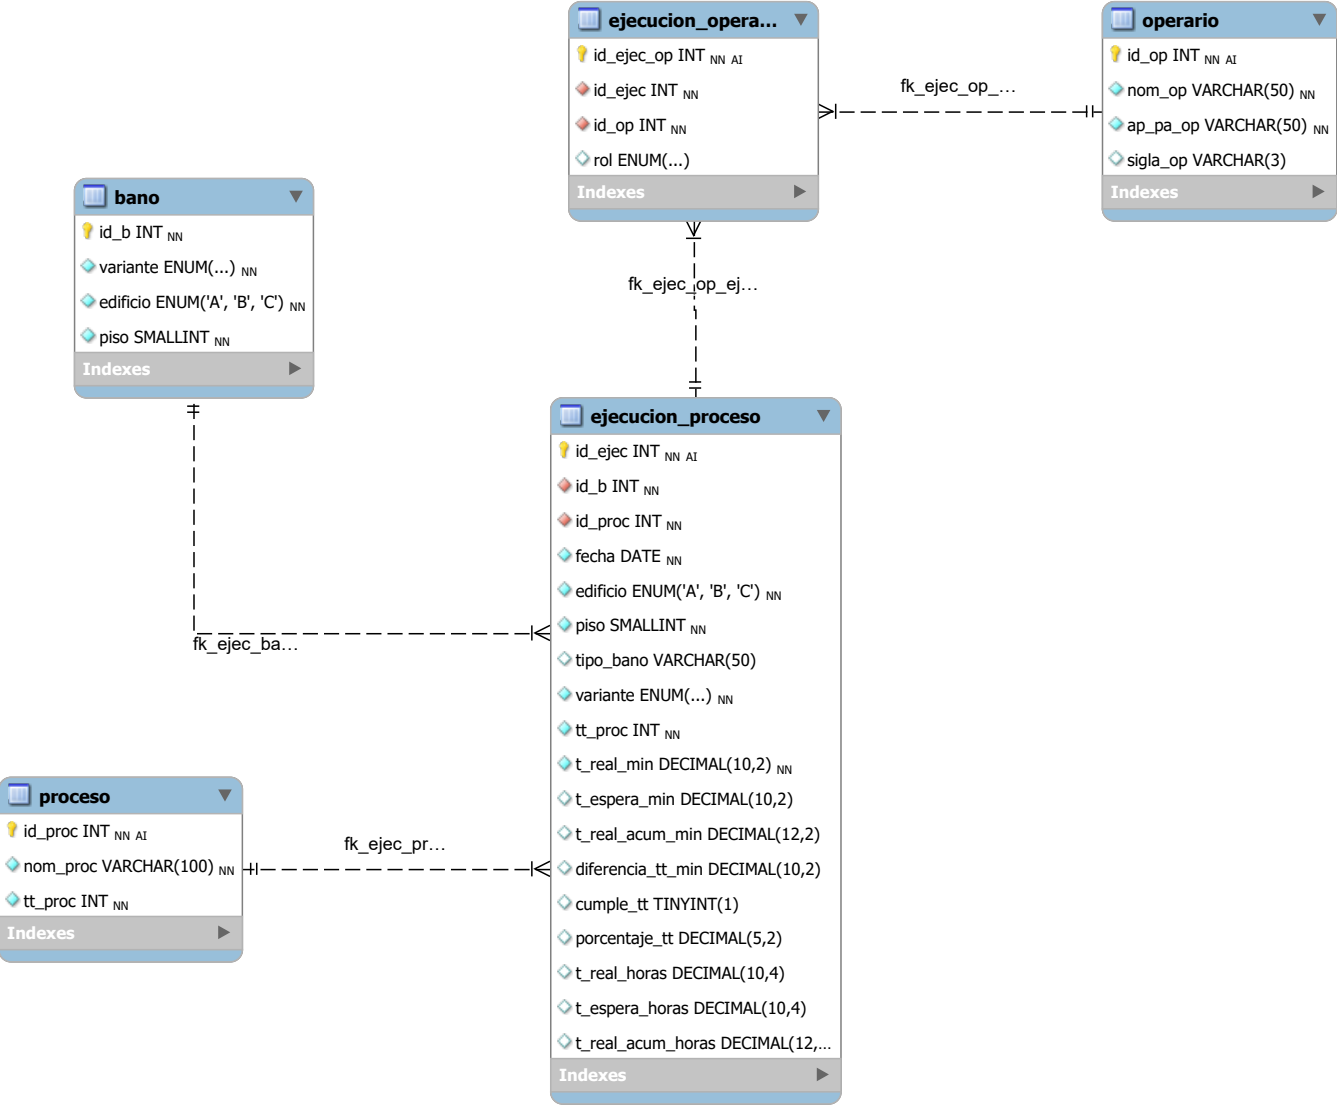 ejecucion_opera...
id_ejec_op INT NN AI
id_ejec INT NN
id_op INT NN
rol ENUM(...)
Indexes
fk_ejec_op_...
operario
id_op INT NN AI
nom_op VARCHAR(50) NN
ap_pa_op VARCHAR(50) NN
sigla_op VARCHAR(3)
Indexes
bano
id_b INT NN
variante ENUM(...) NN
edificio ENUM('A', 'B', 'C') NN
piso SMALLINT NN
Indexes
fk_ejec_op_ej...
fk_ejec_ba...
ejecucion_proceso
id_ejec INT NN AI
id_b INT NN
id_proc INT NN
fecha DATE NN
edificio ENUM('A', 'B', 'C') NN
piso SMALLINT NN
tipo_bano VARCHAR(50)
variante ENUM(...) NN
tt_proc INT NN
t_real_min DECIMAL(10,2) NN
t_espera_min DECIMAL(10,2)
t_real_acum_min DECIMAL(12,2)
diferencia_tt_min DECIMAL(10,2)
cumple_tt TINYINT(1)
porcentaje_tt DECIMAL(5,2)
t_real_horas DECIMAL(10,4)
t_espera_horas DECIMAL(10,4)
t_real_acum_horas DECIMAL(12,...
Indexes
proceso
id_proc INT NN AI
nom_proc VARCHAR(100) NN
tt_proc INT NN
Indexes
fk_ejec_pr...